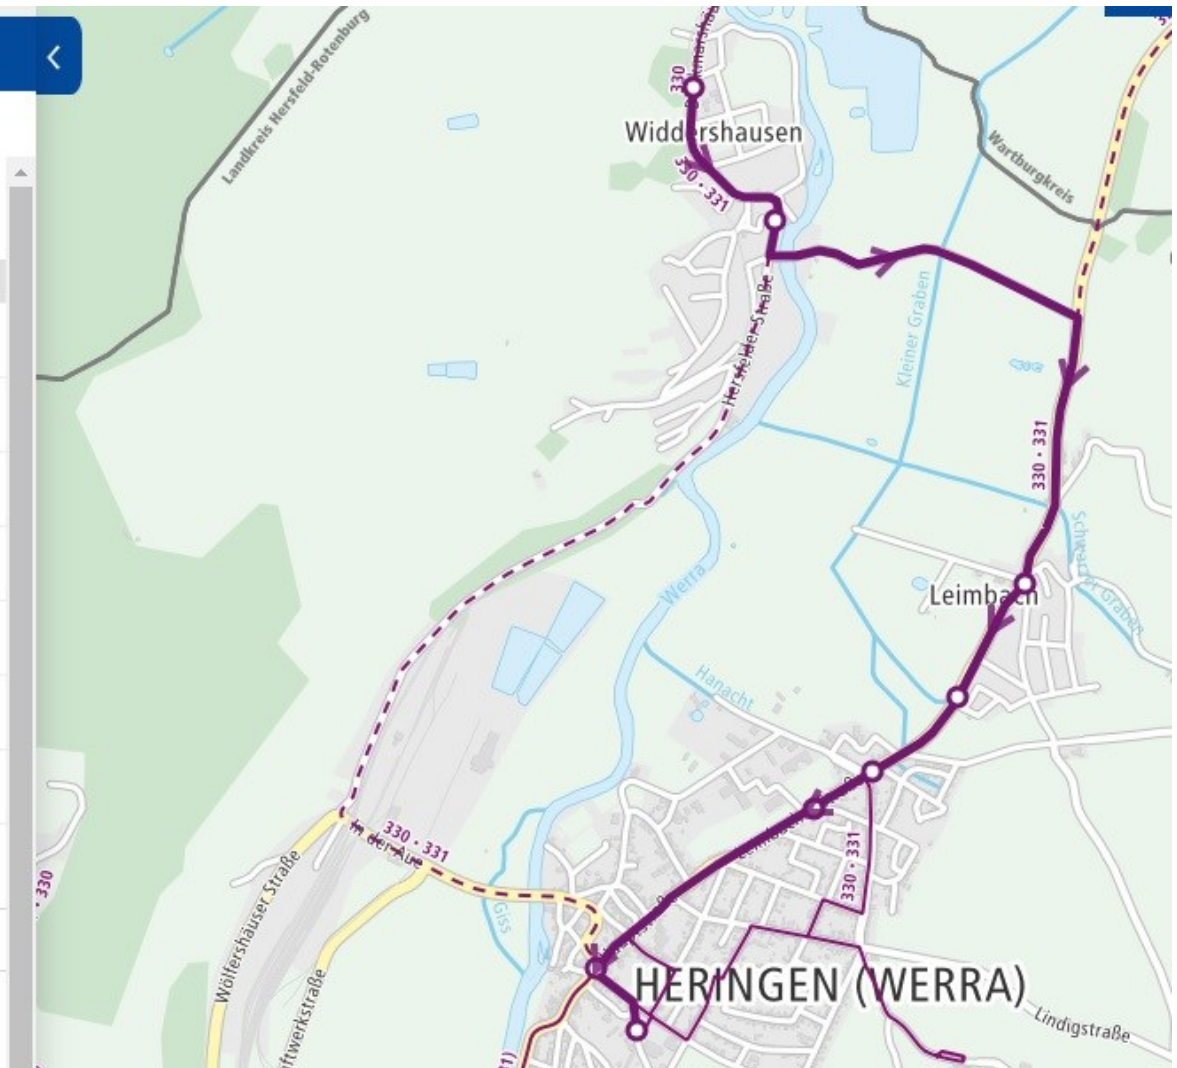 Landkreis Hersfeld-Rotenburg
330
Widdershausen
330 • 331
Wartburgkreis
Hersfelder Straße
Kleiner Graben
330 • 331
Schwarzer Graben
Leimbach
Werra
Hanacht
330 • 331
In der Aue
330 • 331
• 330
Wölfershäuser Straße
Giss
HERINGEN (WERRA)
Lindigstraße